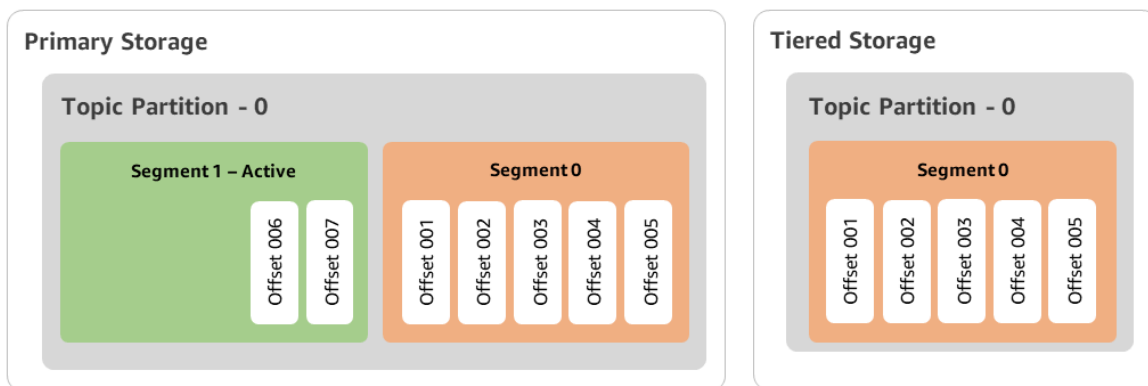 Primary Storage
Topic Partition - 0
Segment 1 – Active
Offset 006
Offset 007
Segment 0
Offset 001
Offset 002
Offset 003
Offset 004
Offset 005
Tiered Storage
Topic Partition - 0
Segment 0
Offset 001
Offset 002
Offset 003
Offset 004
Offset 005